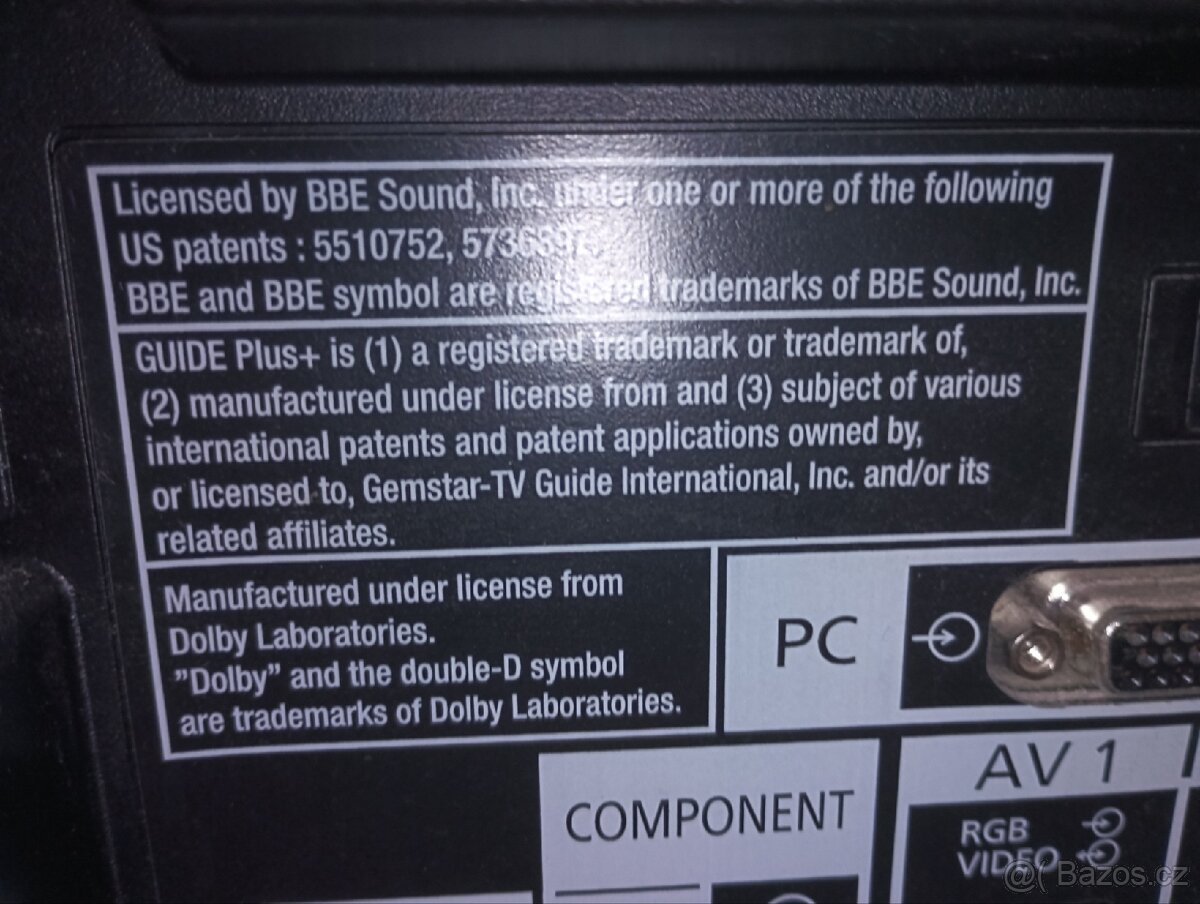 Licensed by BBE Sound, Inc. under one or more of the following
US patents : 5510752, 5736897.
BBE and BBE symbol are registered trademarks of BBE Sound, Inc.
GUIDE Plus+ is (1) a registered trademark or trademark of,
(2) manufactured under license from and (3) subject of various
international patents and patent applications owned by,
or licensed to, Gemstar-TV Guide International, Inc. and/or its
related affiliates.
Manufactured under license from
Dolby Laboratories.
”Dolby” and the double-D symbol
are trademarks of Dolby Laboratories.
PC
COMPONENT
AV 1
RGB
VIDEO
@( Bazos.cz